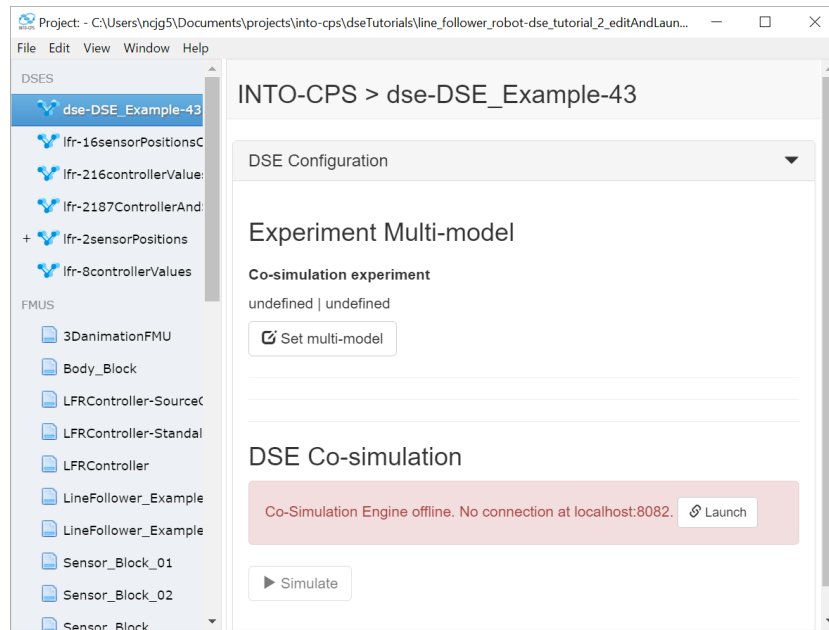 Project: - C:\Users\ncjg5\Documents\projects\into-cps\dseTutorials\line_follower_robot-dse_tutorial_2_editAndLaun...
File Edit View Window Help
DSES
dse-DSE_Example-43
lfr-16sensorPositionsC
lfr-216controllerValues
lfr-2187ControllerAndS
+ lfr-2sensorPositions
lfr-8controllerValues
FMUS
3DanimationFMU
Body_Block
LFRController-SourceC
LFRController-Standal
LFRController
LineFollower_Example
LineFollower_Example
Sensor_Block_01
Sensor_Block_02
Sensor_Block
INTO-CPS > dse-DSE_Example-43
DSE Configuration
Experiment Multi-model
Co-simulation experiment
undefined | undefined
Set multi-model
DSE Co-simulation
Co-Simulation Engine offline. No connection at localhost:8082. Launch
Simulate